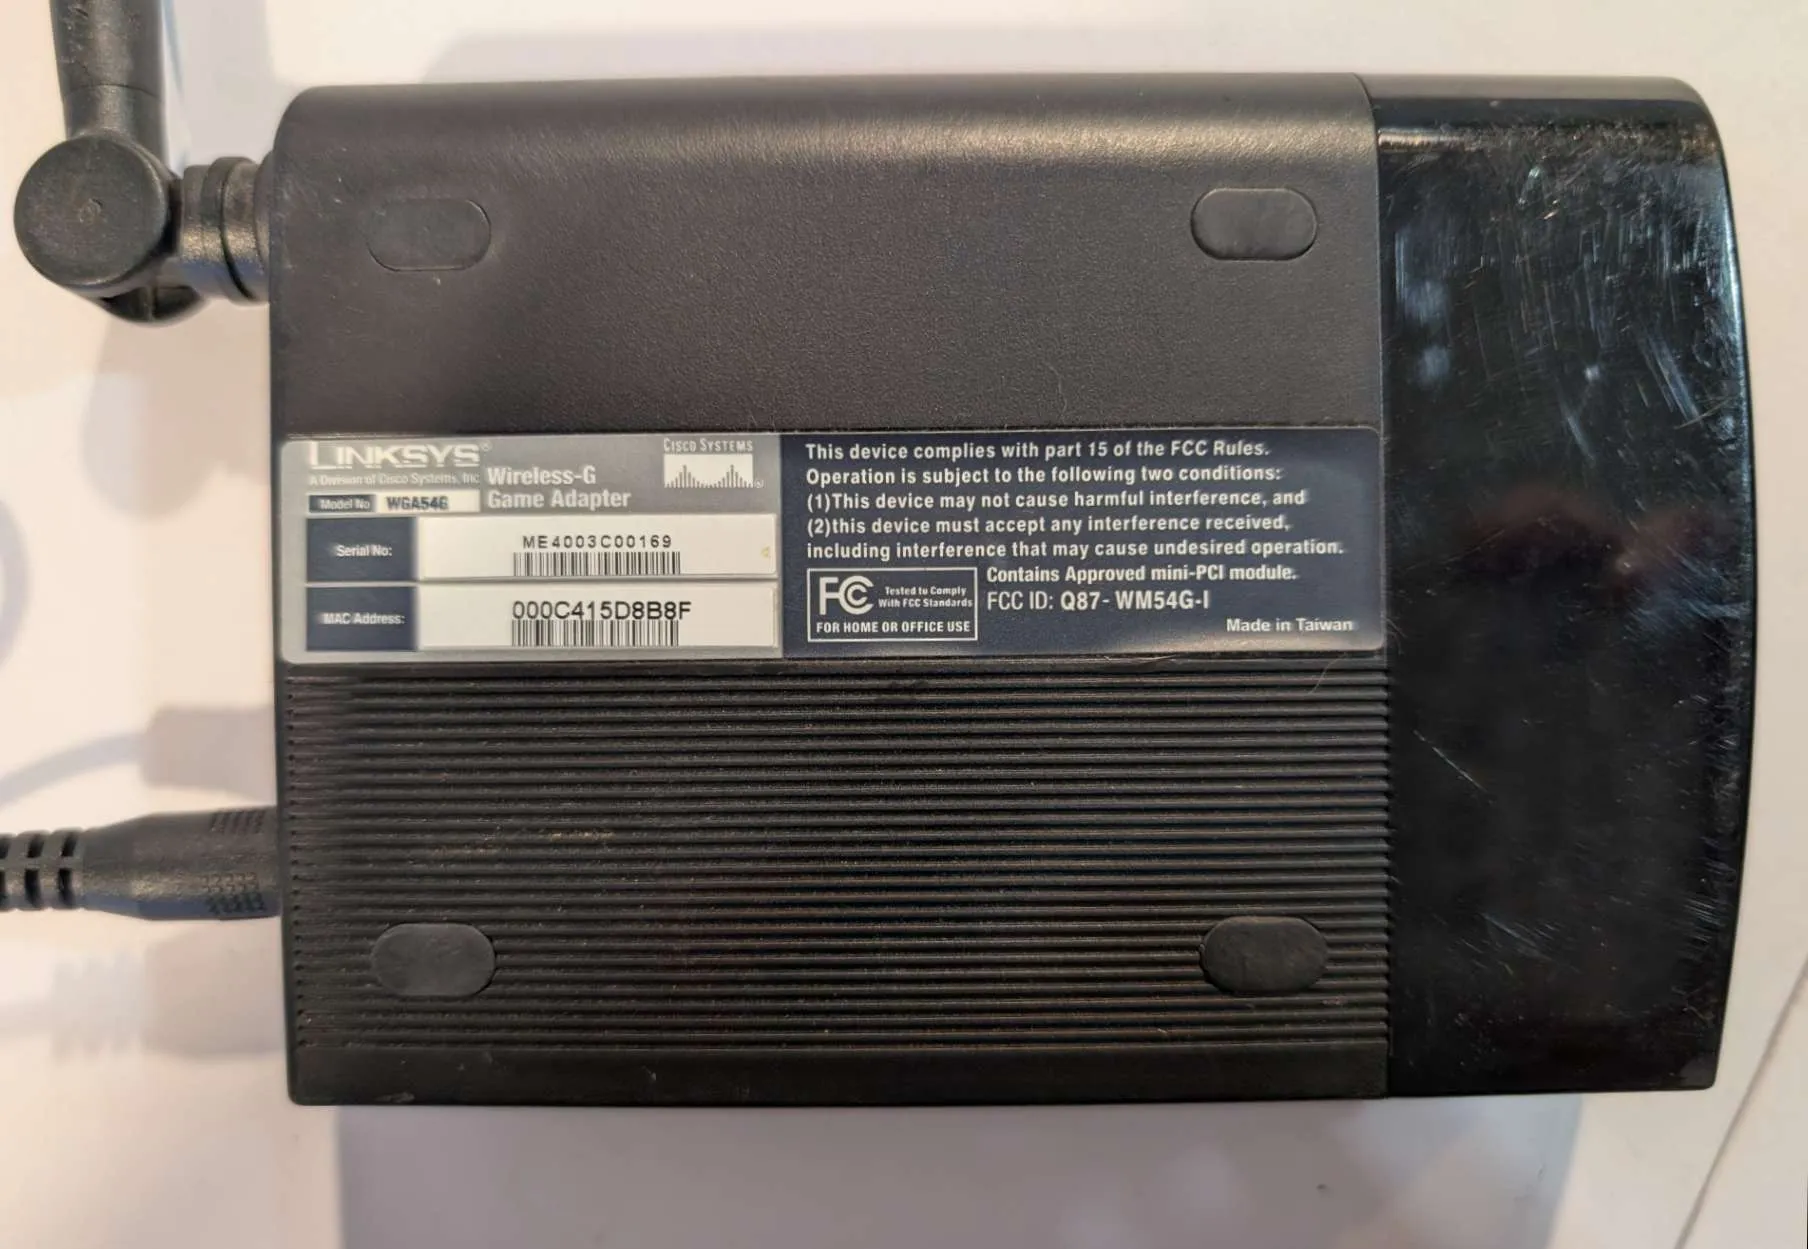 LINKSYS®
A Division of Cisco Systems, Inc.
Wireless-G
Game Adapter
CISCO SYSTEMS
Model No WGA54G
Serial No: ME4003C00169
MAC Address: 000C415D8B8F
This device complies with part 15 of the FCC Rules.
Operation is subject to the following two conditions:
(1)This device may not cause harmful interference, and
(2)this device must accept any interference received,
including interference that may cause undesired operation.
FC Tested to Comply
With FCC Standards
FOR HOME OR OFFICE USE
Contains Approved mini-PCI module.
FCC ID: Q87- WM54G-I
Made in Taiwan